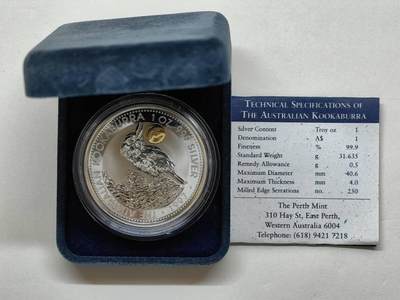 AUSTRALIAN KOOKABURRA 1 OZ 999 SILVER
TECHNICAL SPECIFICATIONS OF
THE AUSTRALIAN KOOKABURRA
Silver Content Troy oz 1
Denomination A$ 1
Fineness % 99.9
Standard Weight g 31.635
Remedy Allowance g 0.5
Maximum Diameter mm 40.6
Maximum Thickness mm 4.0
Milled Edge Serrations no. 250
The Perth Mint
310 Hay St, East Perth,
Western Australia 6004
Telephone: (618) 9421 7218